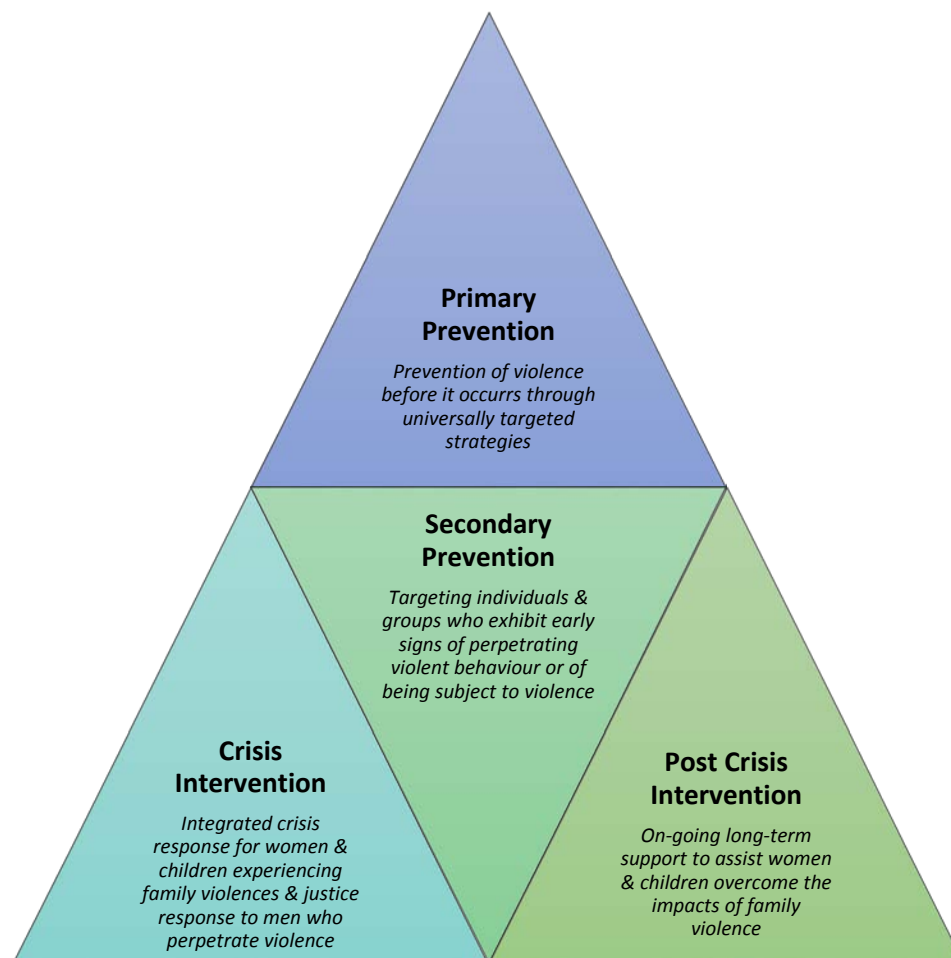 Primary
Prevention
Prevention of violence
before it occurrs through
universally targeted
strategies
Secondary
Prevention
Targeting individuals &
groups who exhibit early
signs of perpetrating
violent behaviour or of
being subject to violence
Crisis
Intervention
Integrated crisis
response for women &
children experiencing
family violences & justice
response to men who
perpetrate violence
Post Crisis
Intervention
On-going long-term
support to assist women
& children overcome the
impacts of family
violence